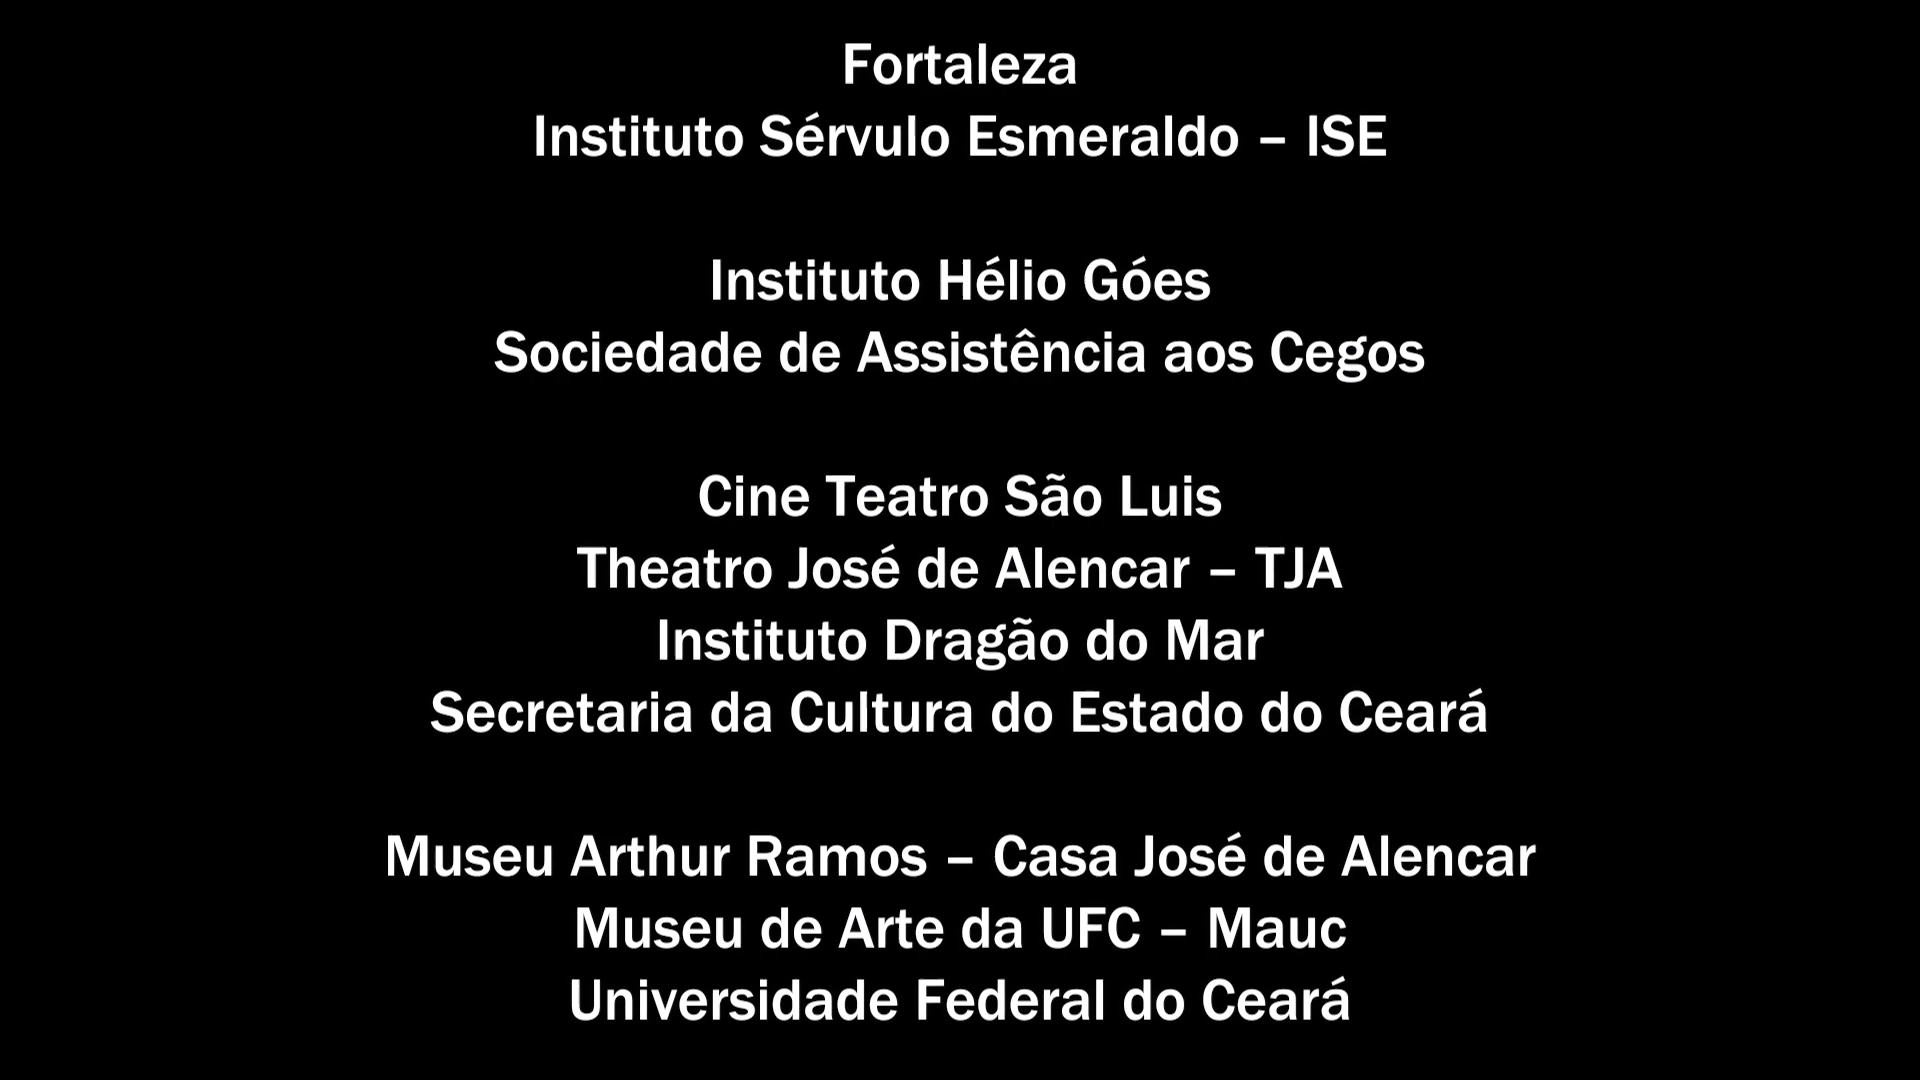 Fortaleza
Instituto Sérvulo Esmeraldo – ISE
Instituto Hélio Góes
Sociedade de Assistência aos Cegos
Cine Teatro São Luis
Theatro José de Alencar – TJA
Instituto Dragão do Mar
Secretaria da Cultura do Estado do Ceará
Museu Arthur Ramos – Casa José de Alencar
Museu de Arte da UFC – Mauc
Universidade Federal do Ceará